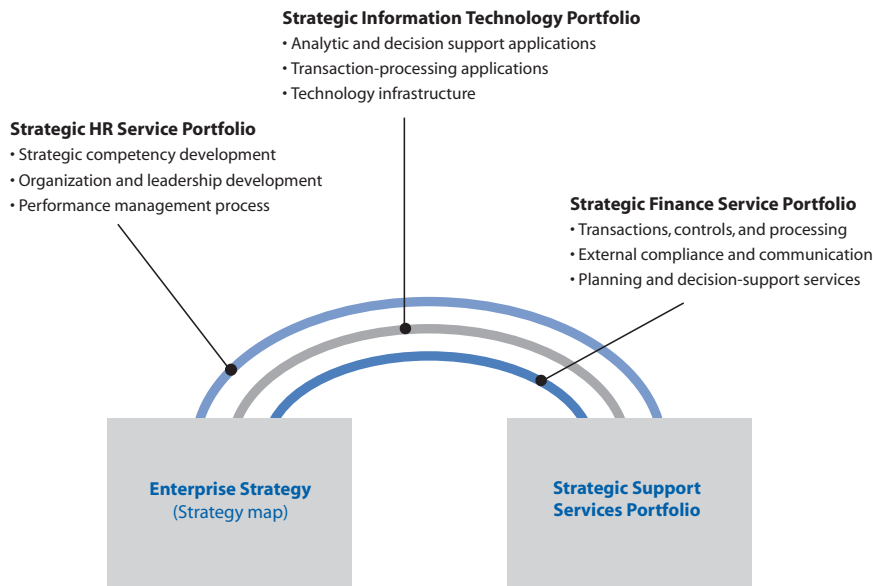 Strategic Information Technology Portfolio
• Analytic and decision support applications
• Transaction-processing applications
• Technology infrastructure
Strategic HR Service Portfolio
• Strategic competency development
• Organization and leadership development
• Performance management process
Strategic Finance Service Portfolio
• Transactions, controls, and processing
• External compliance and communication
• Planning and decision-support services
Enterprise Strategy
(Strategy map)
Strategic Support
Services Portfolio